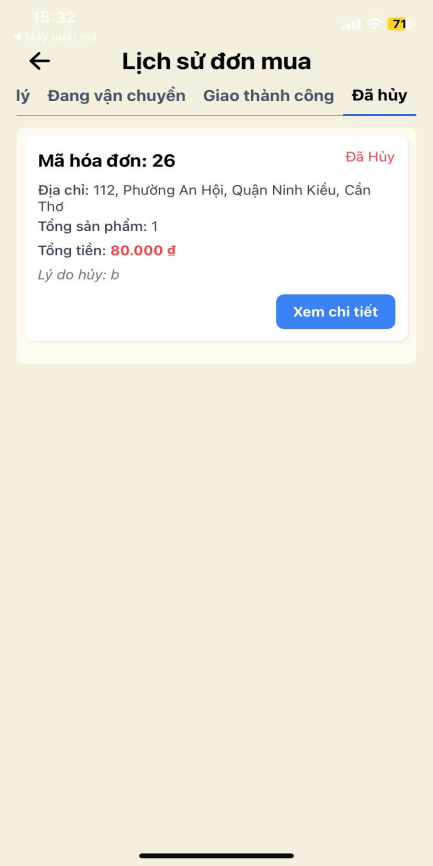 15:32
71
◀ Máy quét mã
Lịch sử đơn mua
lý Đang vận chuyển Giao thành công Đã hủy
Mã hóa đơn: 26
Đã Hủy
Địa chỉ: 112, Phường An Hội, Quận Ninh Kiều, Cần
Thơ
Tổng sản phẩm: 1
Tổng tiền: 80.000 ₫
Lý do hủy: b
Xem chi tiết